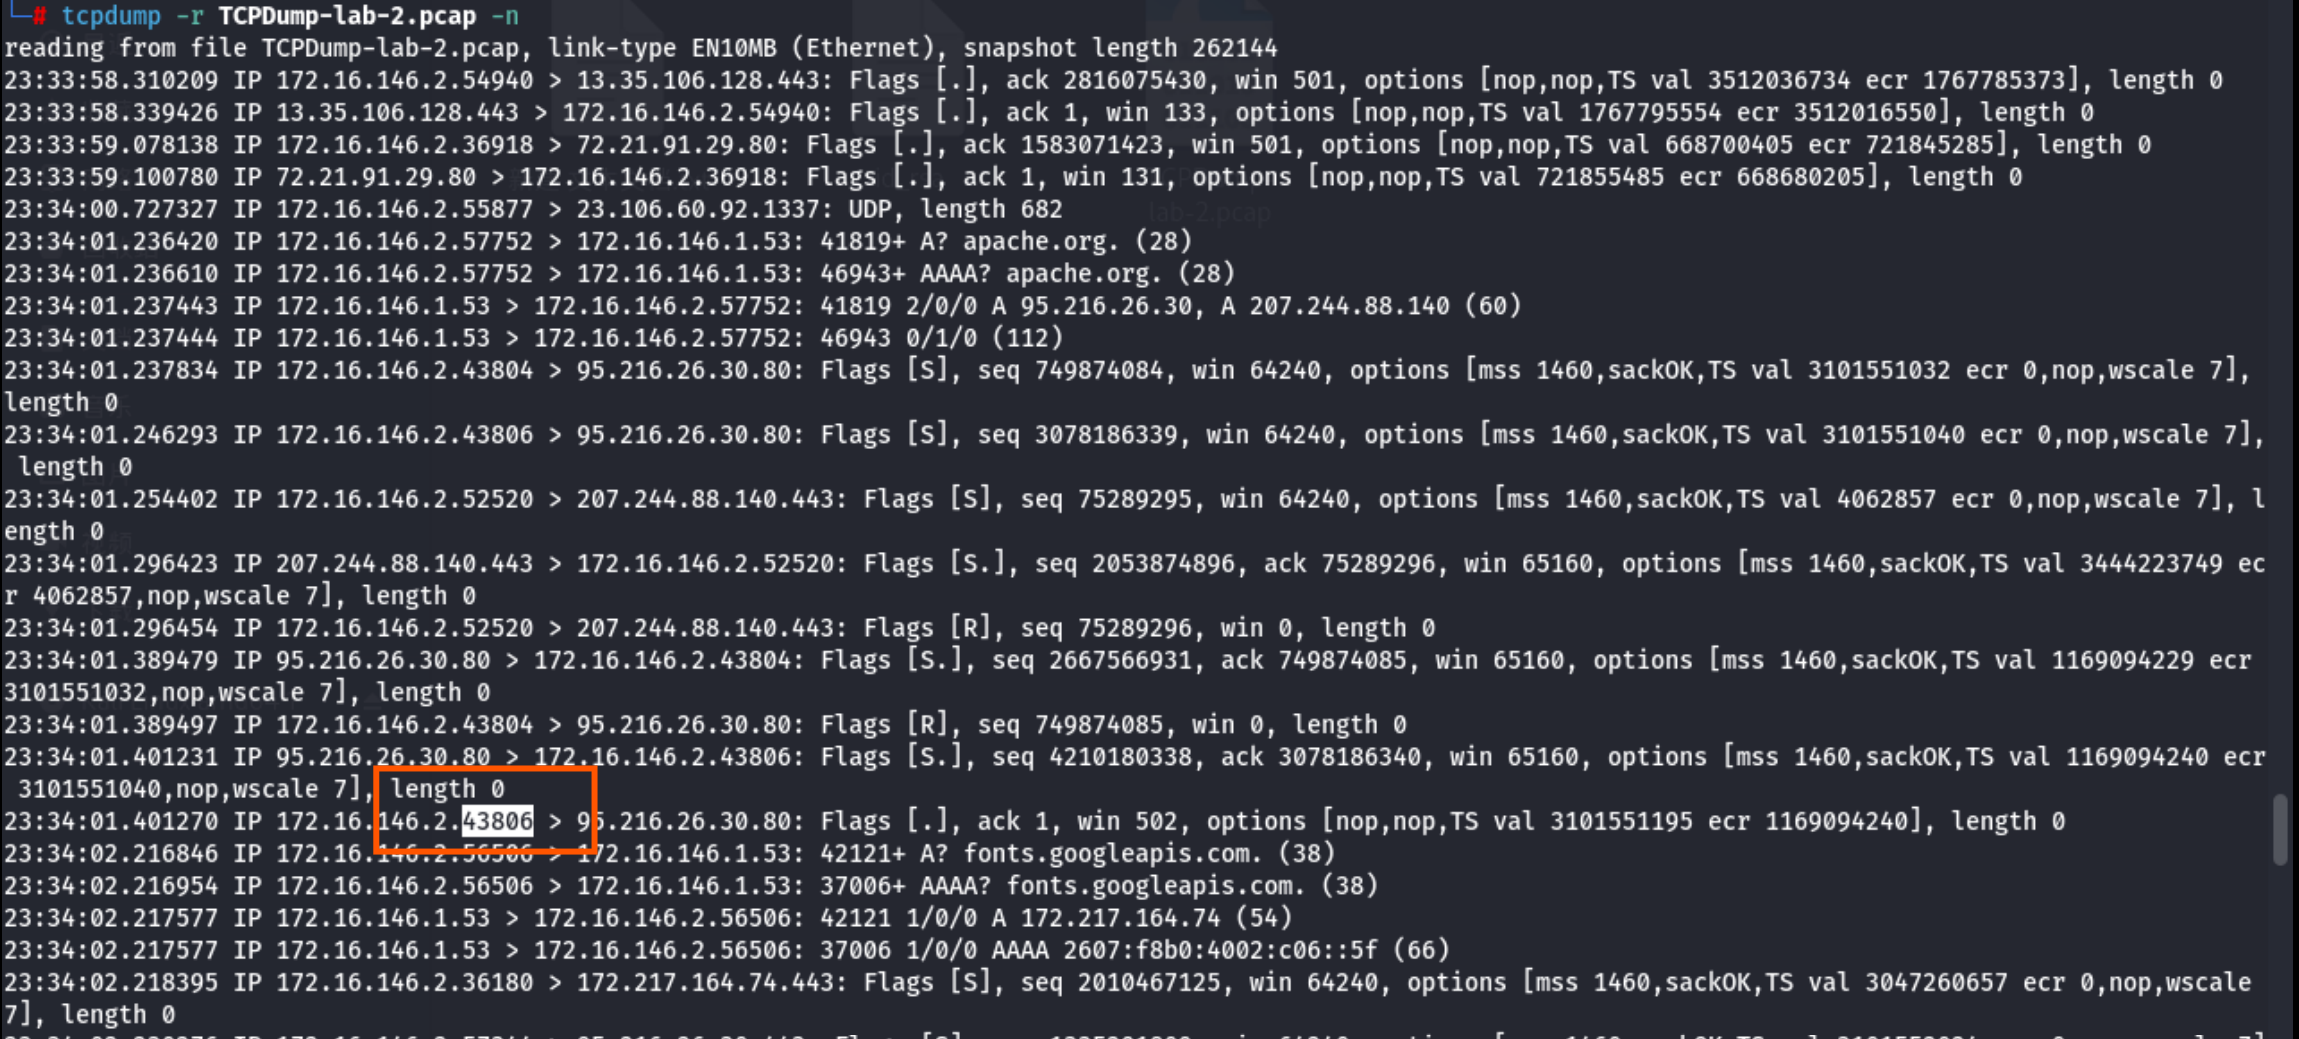 └─# tcpdump -r TCPDump-lab-2.pcap -n
reading from file TCPDump-lab-2.pcap, link-type EN10MB (Ethernet), snapshot length 262144
23:33:58.310209 IP 172.16.146.2.54940 > 13.35.106.128.443: Flags [.], ack 2816075430, win 501, options [nop,nop,TS val 3512036734 ecr 1767785373], length 0
23:33:58.339426 IP 13.35.106.128.443 > 172.16.146.2.54940: Flags [.], ack 1, win 133, options [nop,nop,TS val 1767795554 ecr 3512016550], length 0
23:33:59.078138 IP 172.16.146.2.36918 > 72.21.91.29.80: Flags [.], ack 1583071423, win 501, options [nop,nop,TS val 668700405 ecr 721845285], length 0
23:33:59.100780 IP 72.21.91.29.80 > 172.16.146.2.36918: Flags [.], ack 1, win 131, options [nop,nop,TS val 721855485 ecr 668680205], length 0
23:34:00.727327 IP 172.16.146.2.55877 > 23.106.60.92.1337: UDP, length 682
lab-2.pcap
23:34:01.236420 IP 172.16.146.2.57752 > 172.16.146.1.53: 41819+ A? apache.org. (28)
23:34:01.236610 IP 172.16.146.2.57752 > 172.16.146.1.53: 46943+ AAAA? apache.org. (28)
23:34:01.237443 IP 172.16.146.1.53 > 172.16.146.2.57752: 41819 2/0/0 A 95.216.26.30, A 207.244.88.140 (60)
23:34:01.237444 IP 172.16.146.1.53 > 172.16.146.2.57752: 46943 0/1/0 (112)
23:34:01.237834 IP 172.16.146.2.43804 > 95.216.26.30.80: Flags [S], seq 749874084, win 64240, options [mss 1460,sackOK,TS val 3101551032 ecr 0,nop,wscale 7],
length 0
23:34:01.246293 IP 172.16.146.2.43806 > 95.216.26.30.80: Flags [S], seq 3078186339, win 64240, options [mss 1460,sackOK,TS val 3101551040 ecr 0,nop,wscale 7],
 length 0
23:34:01.254402 IP 172.16.146.2.52520 > 207.244.88.140.443: Flags [S], seq 75289295, win 64240, options [mss 1460,sackOK,TS val 4062857 ecr 0,nop,wscale 7], l
ength 0
23:34:01.296423 IP 207.244.88.140.443 > 172.16.146.2.52520: Flags [S.], seq 2053874896, ack 75289296, win 65160, options [mss 1460,sackOK,TS val 3444223749 ec
r 4062857,nop,wscale 7], length 0
23:34:01.296454 IP 172.16.146.2.52520 > 207.244.88.140.443: Flags [R], seq 75289296, win 0, length 0
23:34:01.389479 IP 95.216.26.30.80 > 172.16.146.2.43804: Flags [S.], seq 2667566931, ack 749874085, win 65160, options [mss 1460,sackOK,TS val 1169094229 ecr
3101551032,nop,wscale 7], length 0
23:34:01.389497 IP 172.16.146.2.43804 > 95.216.26.30.80: Flags [R], seq 749874085, win 0, length 0
23:34:01.401231 IP 95.216.26.30.80 > 172.16.146.2.43806: Flags [S.], seq 4210180338, ack 3078186340, win 65160, options [mss 1460,sackOK,TS val 1169094240 ecr
 3101551040,nop,wscale 7], length 0
23:34:01.401270 IP 172.16.146.2.43806 > 95.216.26.30.80: Flags [.], ack 1, win 502, options [nop,nop,TS val 3101551195 ecr 1169094240], length 0
23:34:02.216846 IP 172.16.146.2.56506 > 172.16.146.1.53: 42121+ A? fonts.googleapis.com. (38)
23:34:02.216954 IP 172.16.146.2.56506 > 172.16.146.1.53: 37006+ AAAA? fonts.googleapis.com. (38)
23:34:02.217577 IP 172.16.146.1.53 > 172.16.146.2.56506: 42121 1/0/0 A 172.217.164.74 (54)
23:34:02.217577 IP 172.16.146.1.53 > 172.16.146.2.56506: 37006 1/0/0 AAAA 2607:f8b0:4002:c06::5f (66)
23:34:02.218395 IP 172.16.146.2.36180 > 172.217.164.74.443: Flags [S], seq 2010467125, win 64240, options [mss 1460,sackOK,TS val 3047260657 ecr 0,nop,wscale
7], length 0